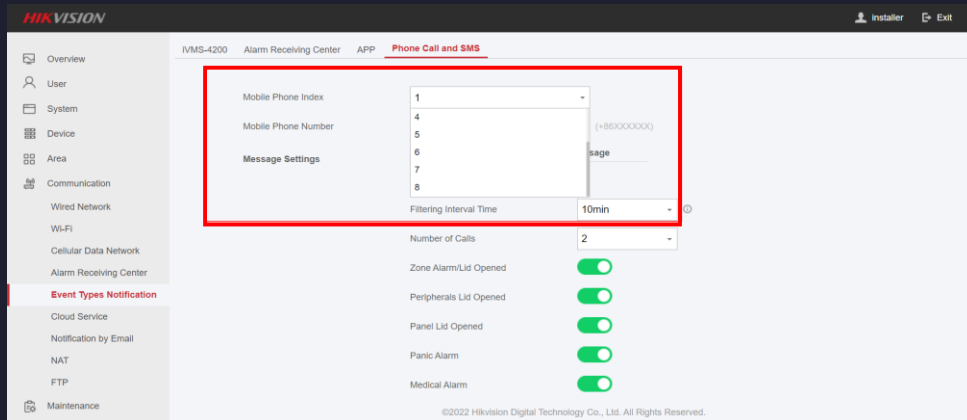 HIKVISION
installer
Exit
IVMS-4200 Alarm Receiving Center APP Phone Call and SMS
Overview
User
System
Device
Area
Communication
Wired Network
Wi-Fi
Cellular Data Network
Alarm Receiving Center
Event Types Notification
Cloud Service
Notification by Email
NAT
FTP
Maintenance
Mobile Phone Index 1
4
Mobile Phone Number 5 (+86XXXXXX)
6
Message Settings sage
7
8
Filtering Interval Time 10min
Number of Calls 2
Zone Alarm/Lid Opened
Peripherals Lid Opened
Panel Lid Opened
Panic Alarm
Medical Alarm
©2022 Hikvision Digital Technology Co., Ltd. All Rights Reserved.